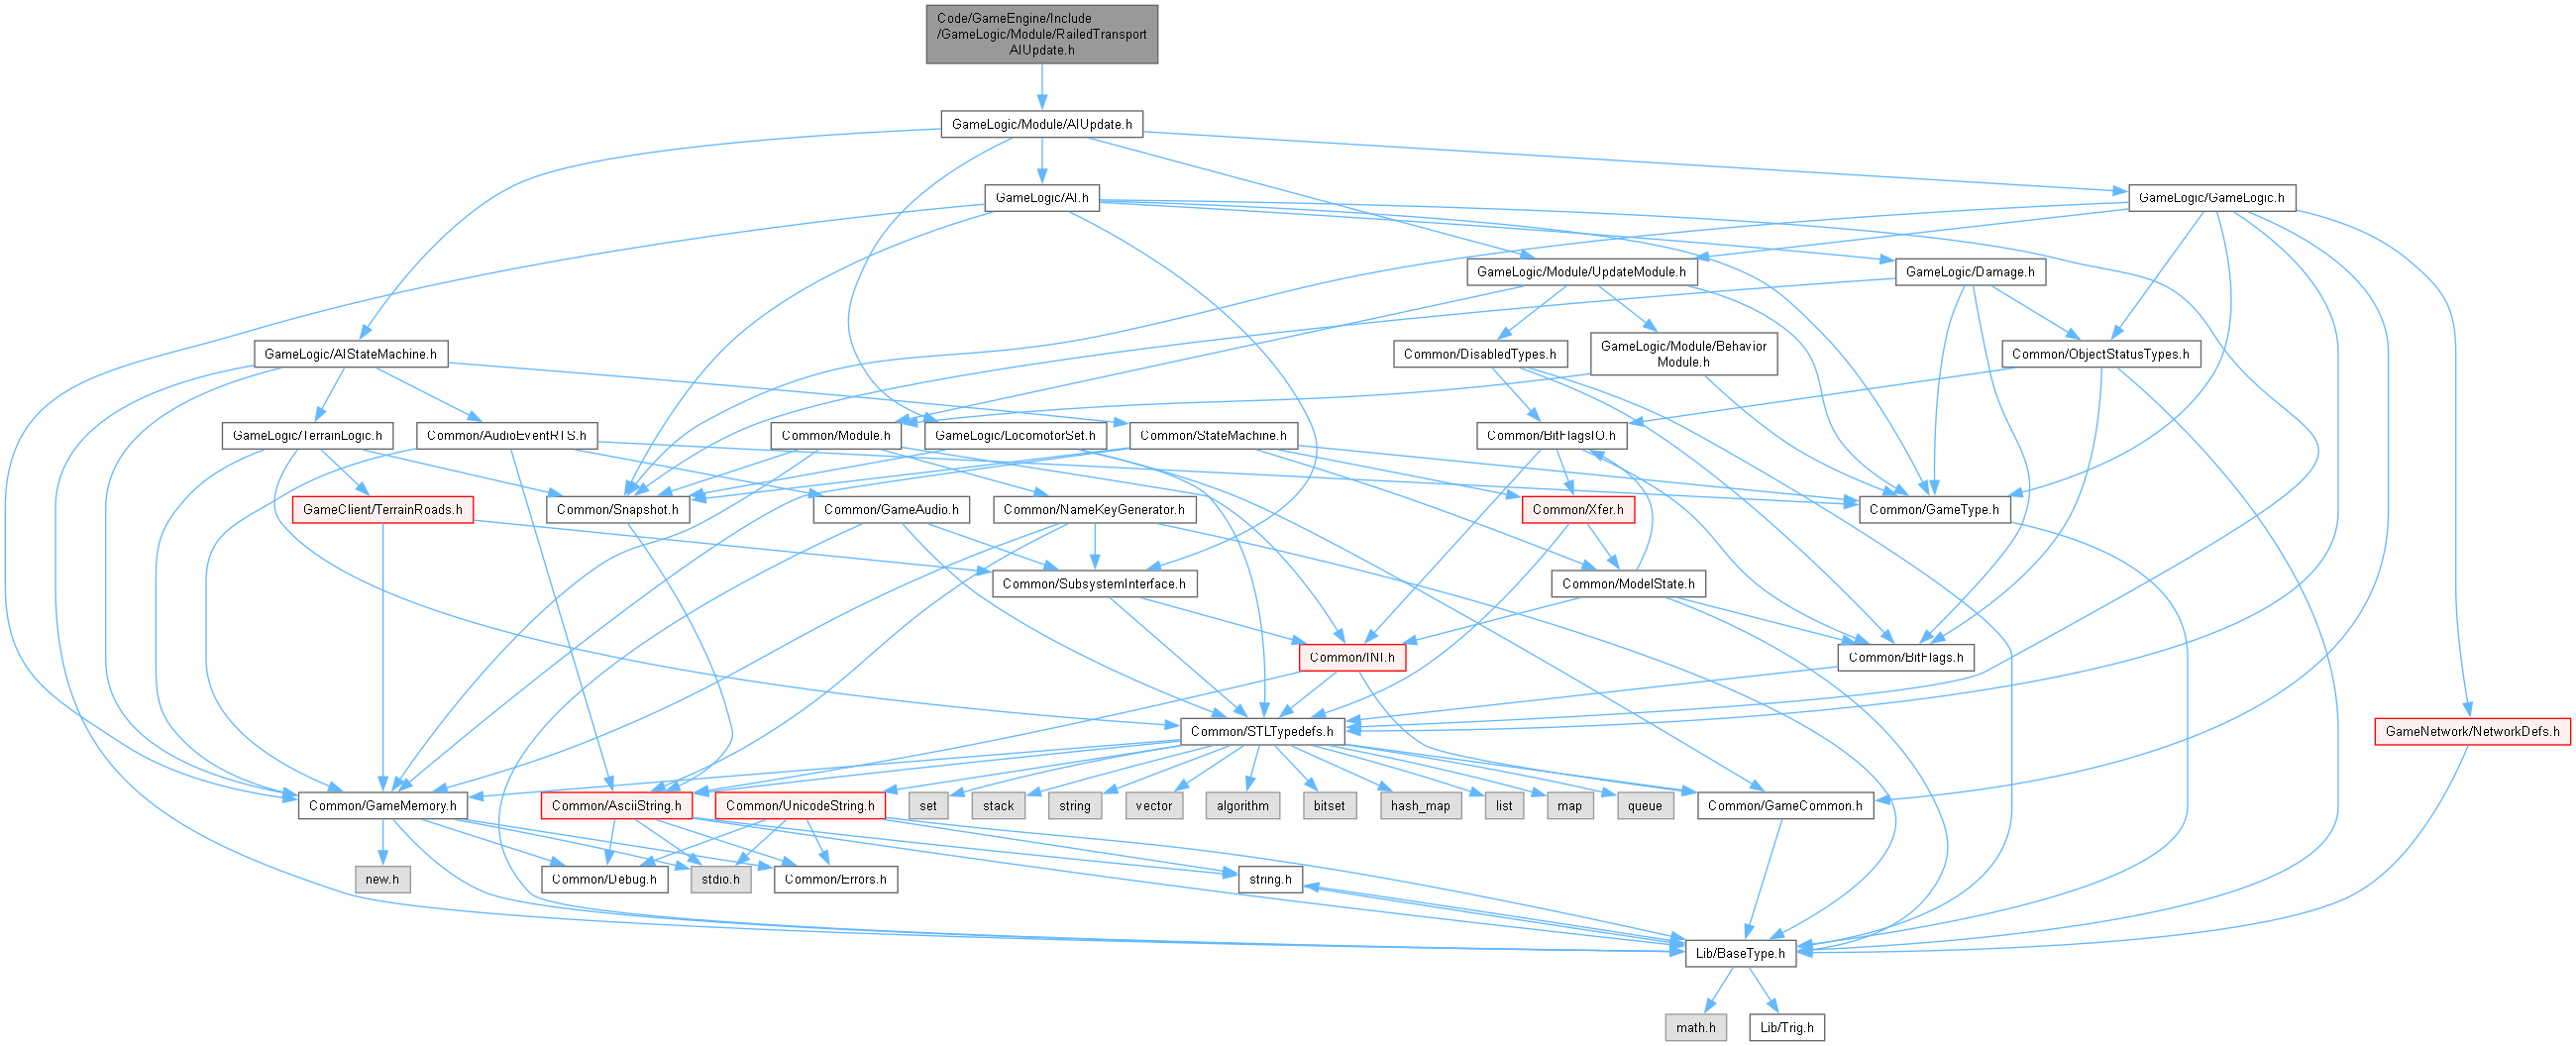 Code/GameEngine/Include
/GameLogic/Module/RailedTransport
AIUpdate.h
GameLogic/Module/AIUpdate.h
GameLogic/AI.h
GameLogic/GameLogic.h
GameLogic/Module/UpdateModule.h
GameLogic/Damage.h
GameLogic/AIStateMachine.h
Common/DisabledTypes.h
GameLogic/Module/Behavior
Module.h
Common/ObjectStatusTypes.h
GameLogic/TerrainLogic.h
Common/AudioEventRTS.h
Common/Module.h
GameLogic/LocomotorSet.h
Common/StateMachine.h
Common/BitFlagsIO.h
GameClient/TerrainRoads.h
Common/Snapshot.h
Common/GameAudio.h
Common/NameKeyGenerator.h
Common/Xfer.h
Common/GameType.h
Common/SubsystemInterface.h
Common/ModelState.h
Common/INI.h
Common/BitFlags.h
Common/STLTypedefs.h
GameNetwork/NetworkDefs.h
Common/GameMemory.h
Common/AsciiString.h
Common/UnicodeString.h
set
stack
string
vector
algorithm
bitset
hash_map
list
map
queue
Common/GameCommon.h
new.h
Common/Debug.h
stdio.h
Common/Errors.h
string.h
Lib/BaseType.h
math.h
Lib/Trig.h